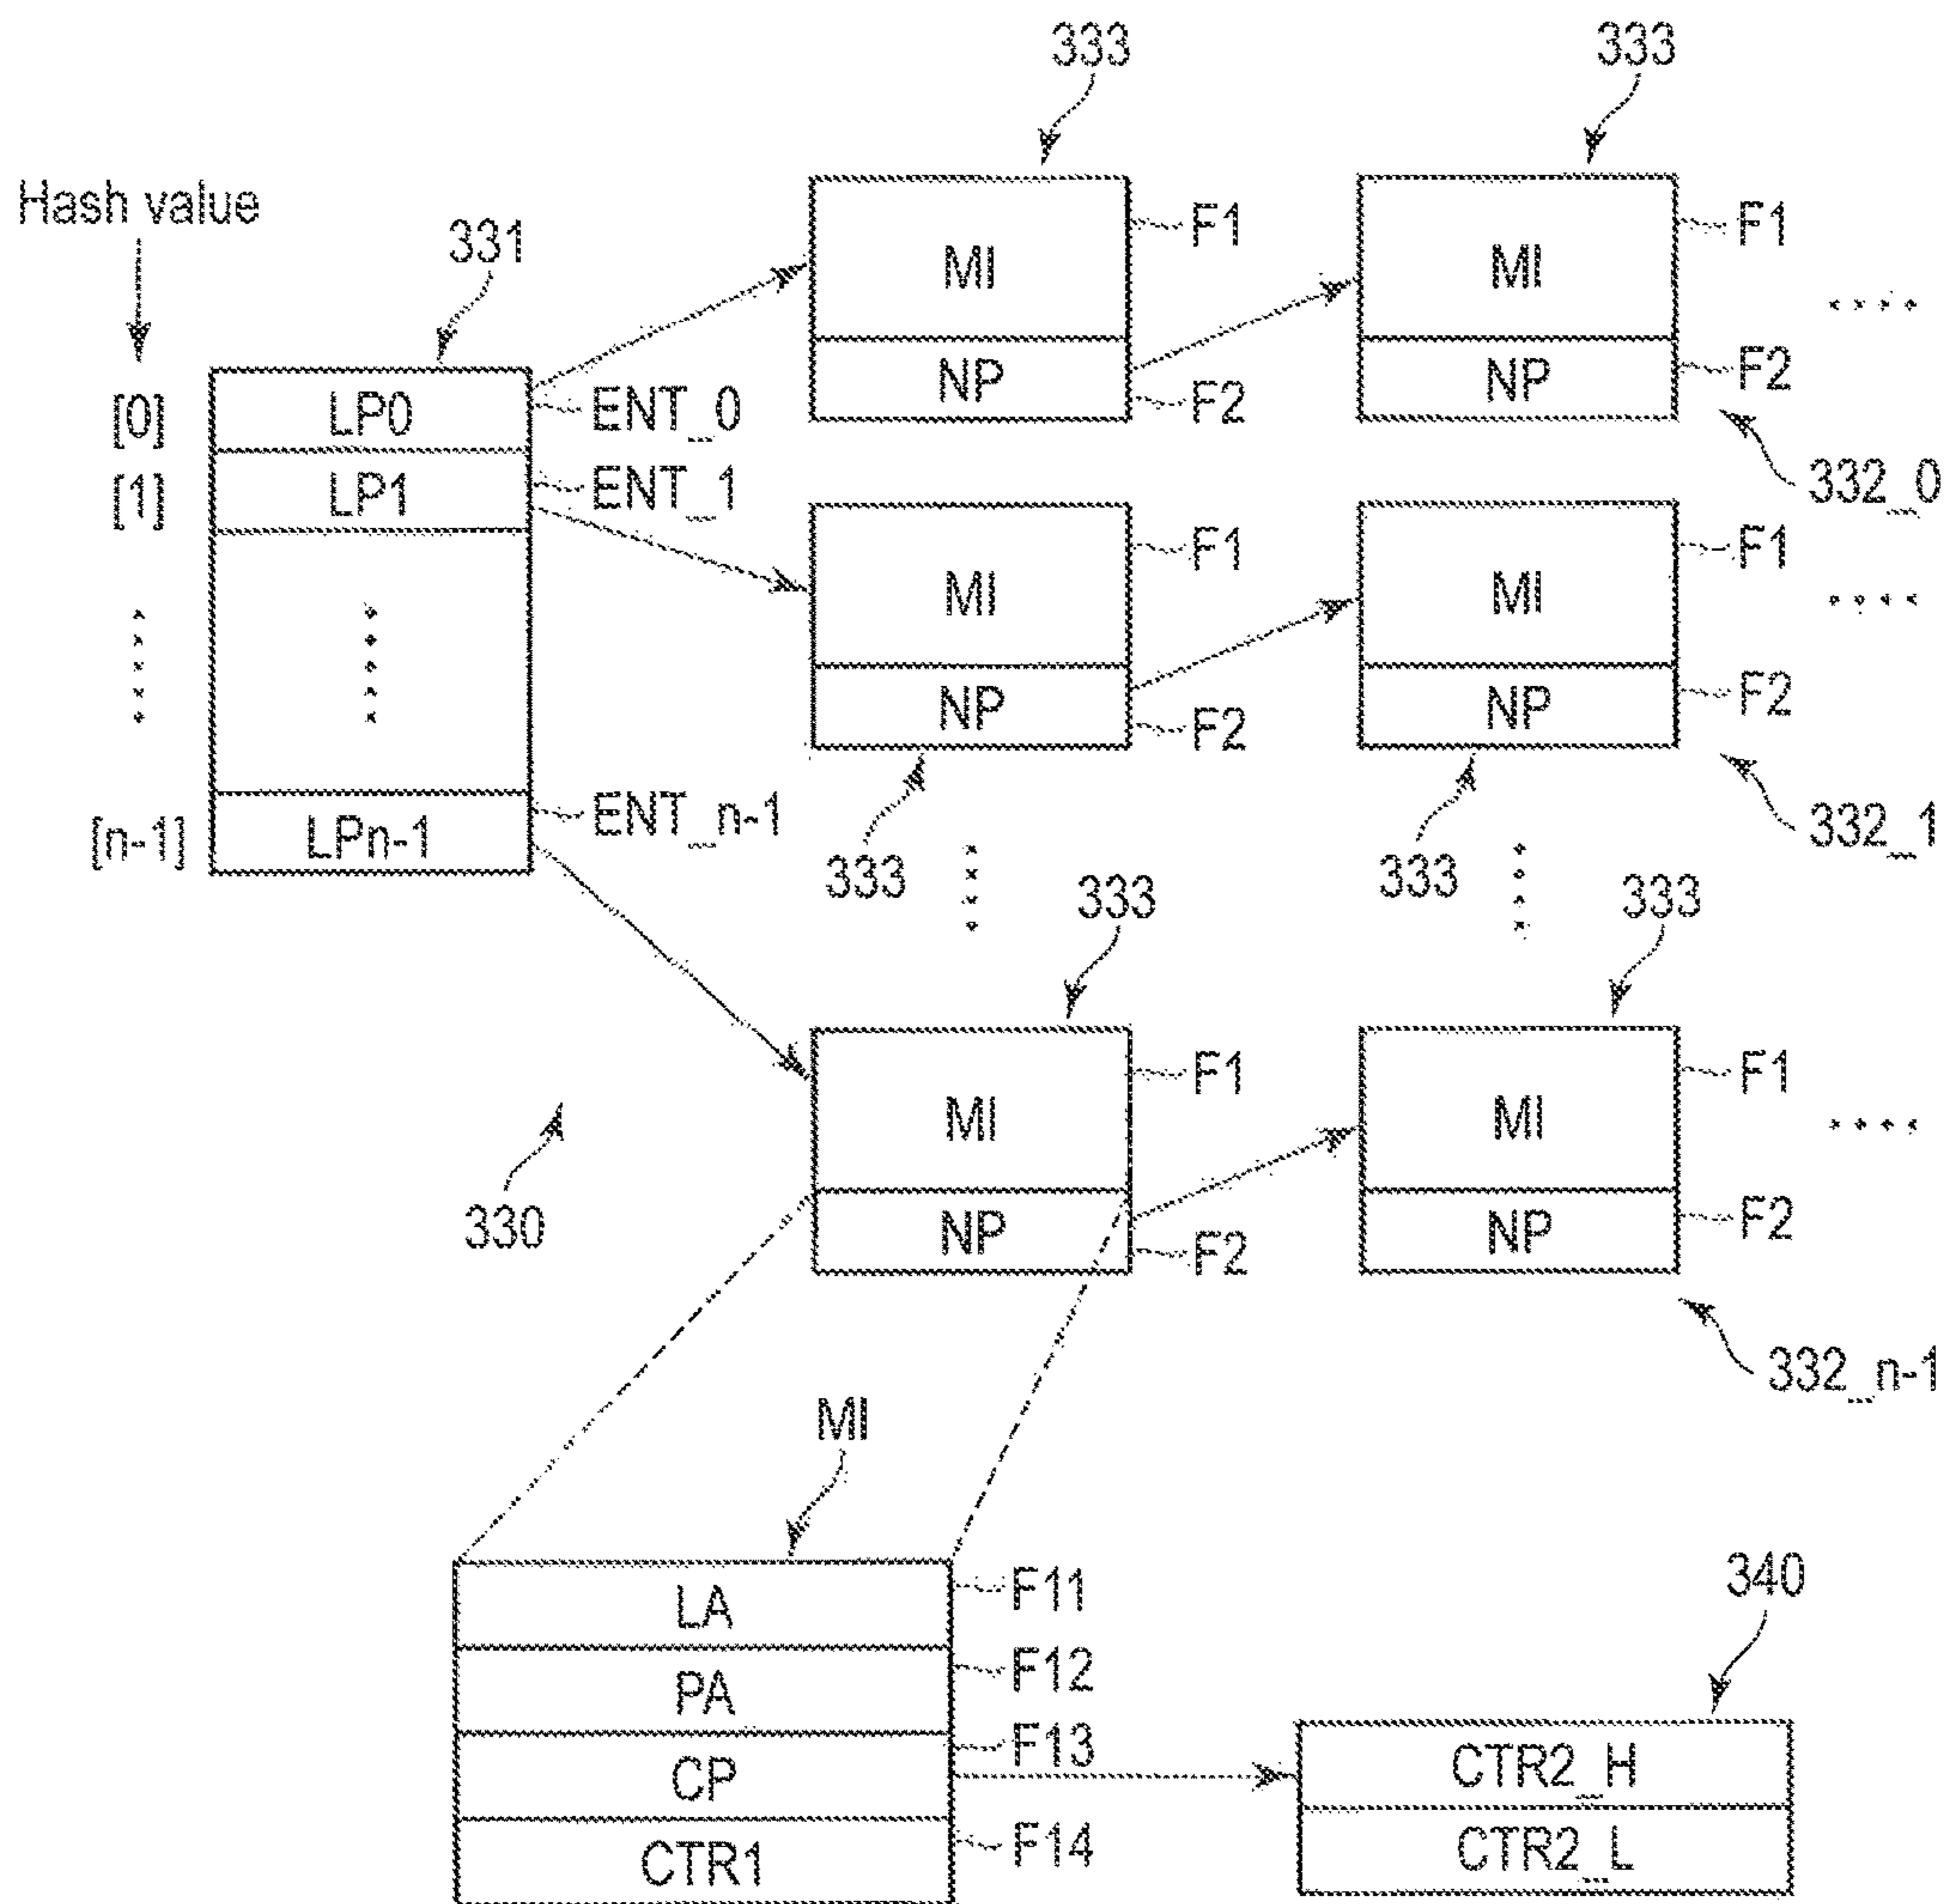 333 333
Hash value
331
[0] LP0 ENT_0 MI F1 NP F2 MI F1 NP F2
332_0
[1] LP1 ENT_1 MI F1 NP F2 MI F1 NP F2
332_1
[n-1] LPn-1 ENT_n-1
333 333
333 333
MI F1 MI F1
330
NP F2 NP F2
332_n-1
MI
LA F11
340
PA F12
CP F13 CTR2_H
CTR1 F14 CTR2_L